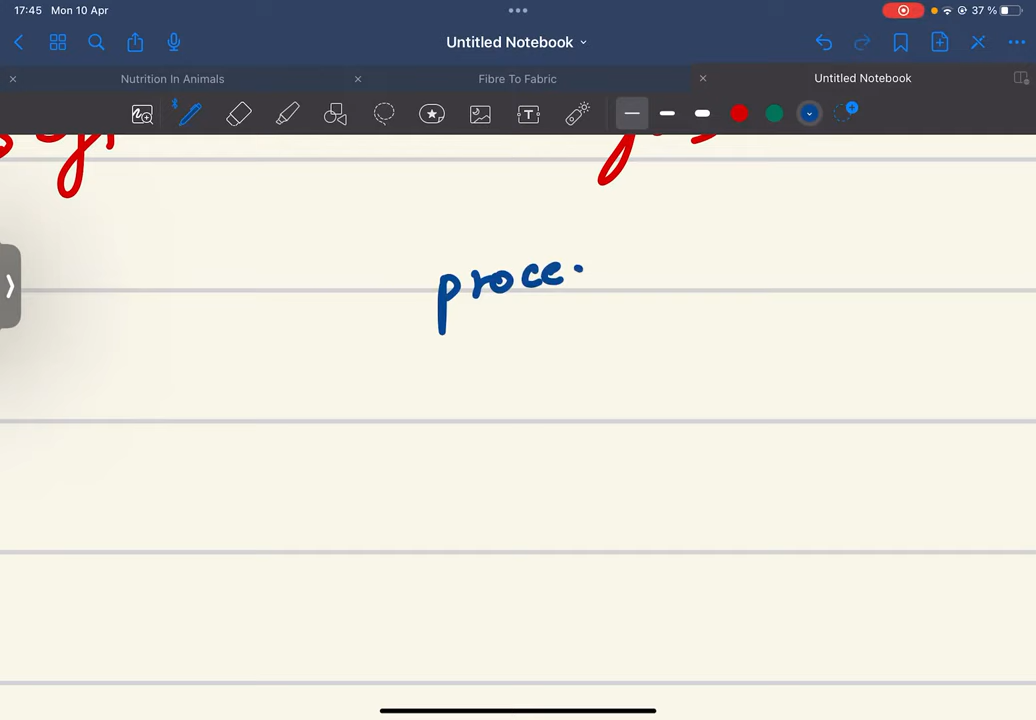 17:45 Mon 10 Apr
37 %
Untitled Notebook
Nutrition In Animals
Fibre To Fabric
Untitled Notebook
T
proce